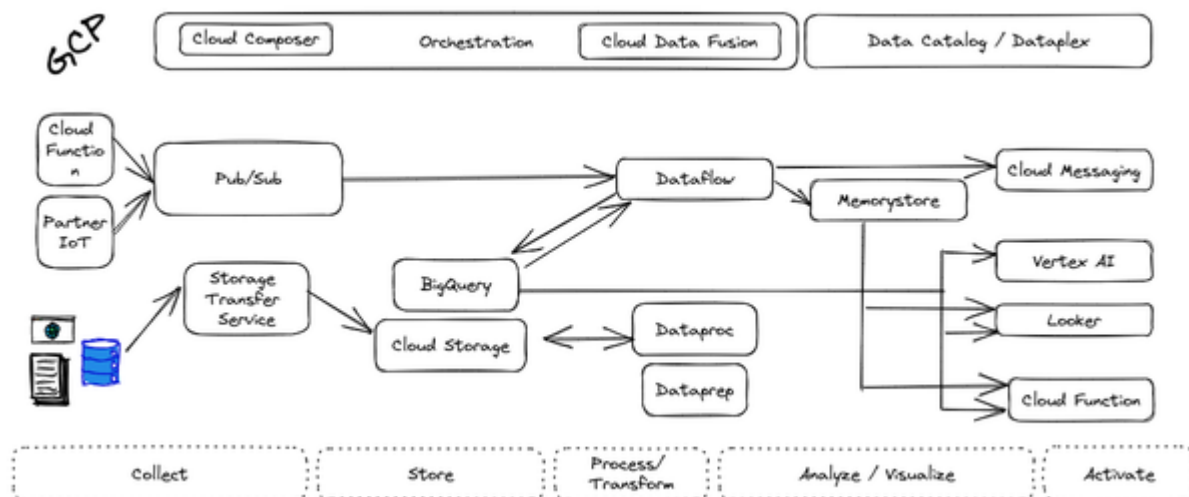 GCP
Cloud Composer
Orchestration
Cloud Data Fusion
Data Catalog / Dataplex
Cloud
Functio
n
Pub/Sub
Dataflow
Cloud Messaging
Memorystore
Partner
IoT
Vertex AI
Storage
Transfer
Service
BigQuery
Looker
Cloud Storage
Dataproc
Dataprep
Cloud Function
Collect
Store
Process/
Transform
Analyze / Visualize
Activate